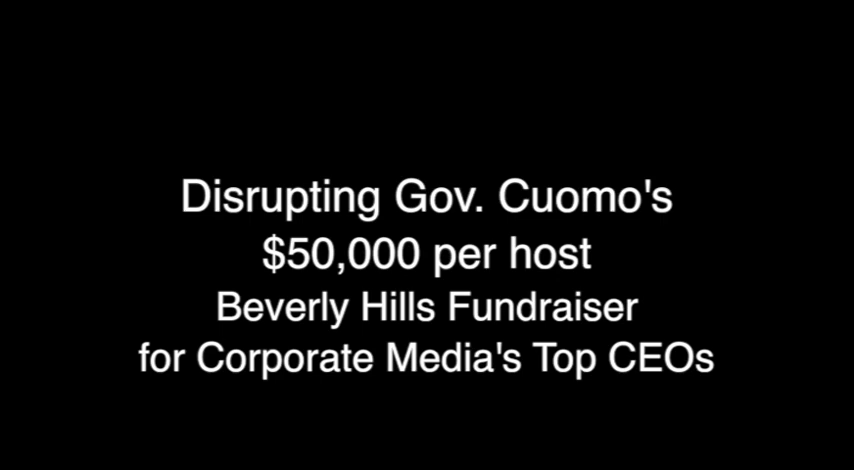 Disrupting Gov. Cuomo's
$50,000 per host
Beverly Hills Fundraiser
for Corporate Media's Top CEOs